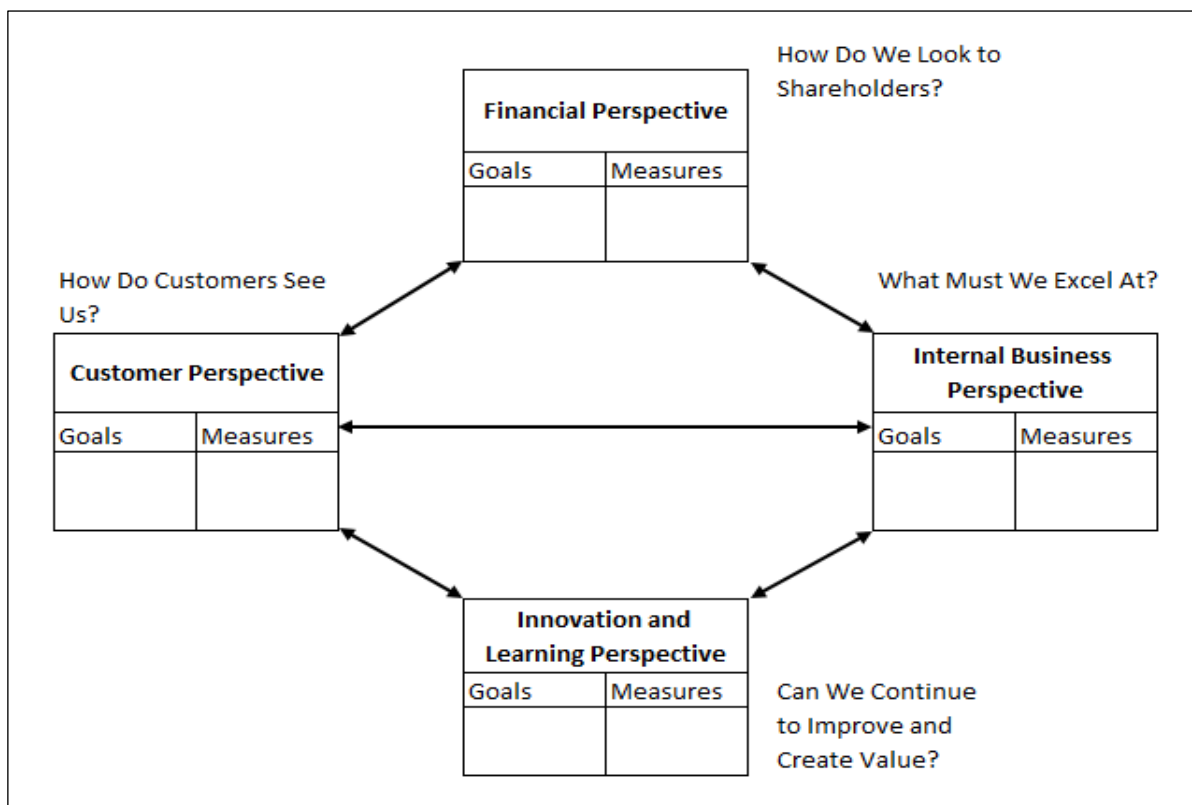 How Do We Look to
Shareholders?
Financial Perspective
Goals Measures
How Do Customers See
Us?
What Must We Excel At?
Customer Perspective
Goals Measures
Internal Business
Perspective
Goals Measures
Innovation and
Learning Perspective
Goals Measures
Can We Continue
to Improve and
Create Value?